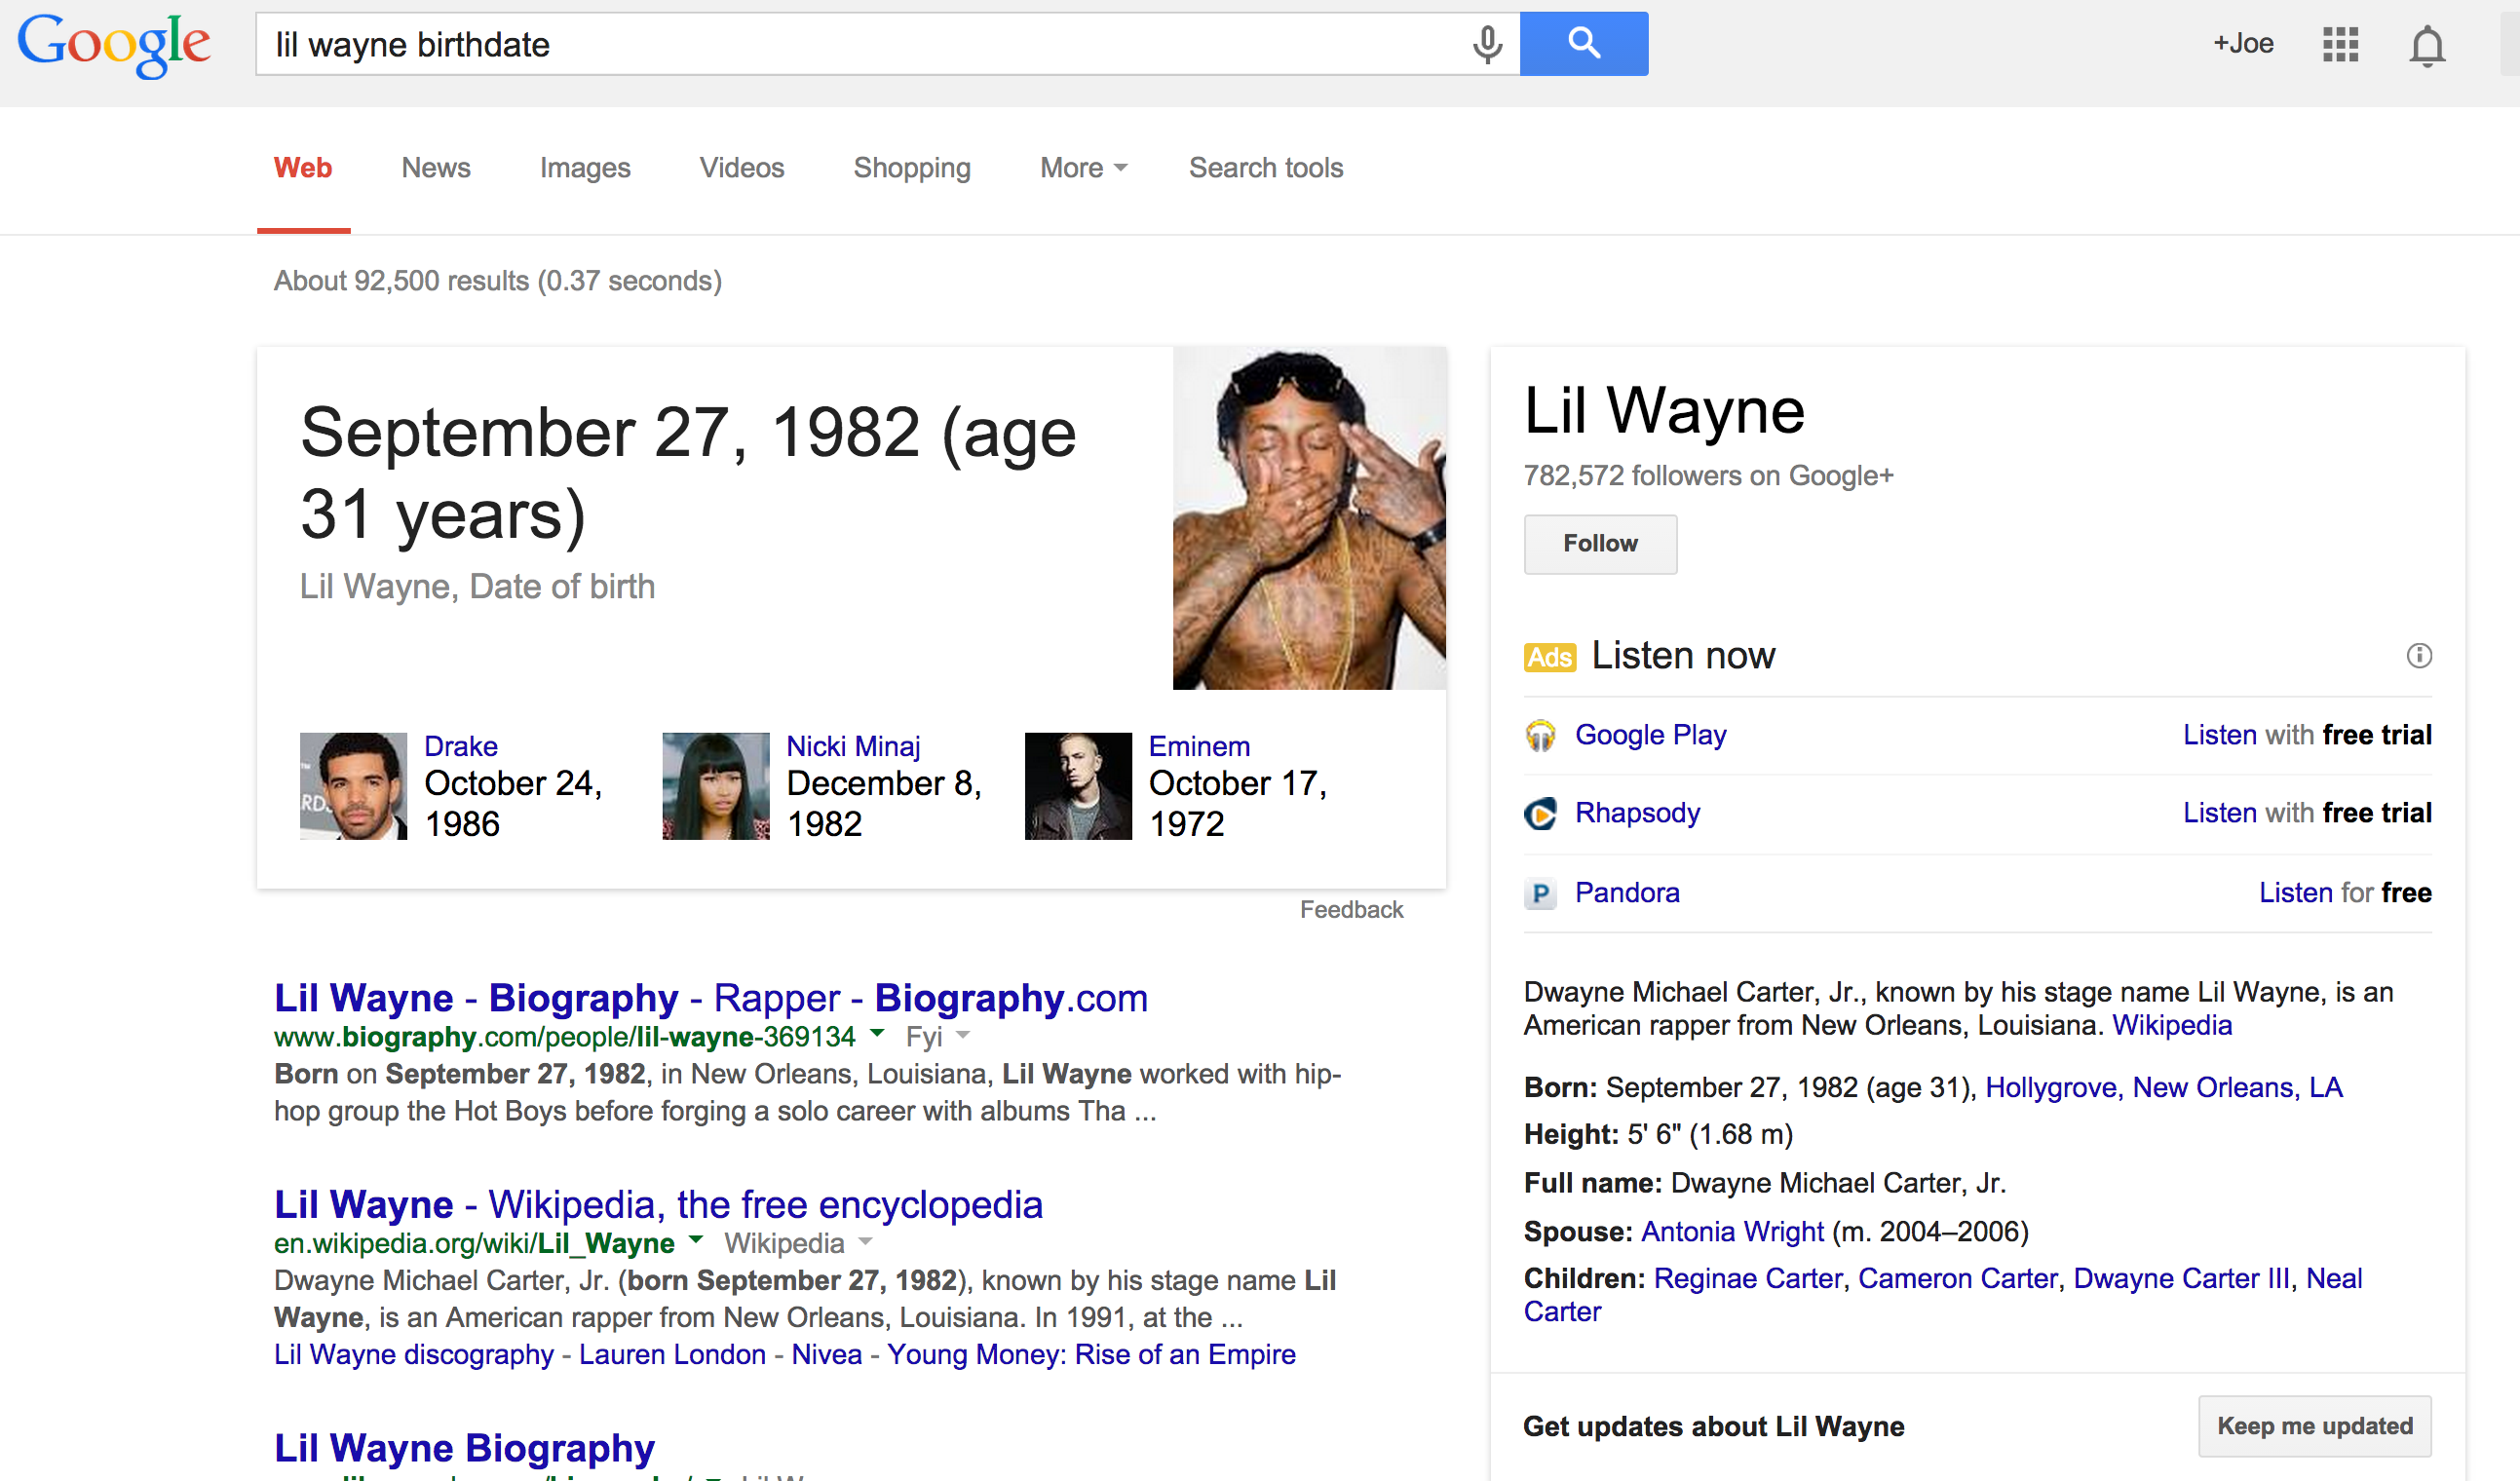 Google
lil wayne birthdate
+Joe
Web News Images Videos Shopping More Search tools
About 92,500 results (0.37 seconds)
September 27, 1982 (age
31 years)
Lil Wayne, Date of birth
Drake
October 24,
1986
Nicki Minaj
December 8,
1982
Eminem
October 17,
1972
Feedback
Lil Wayne - Biography - Rapper - Biography.com
www.biography.com/people/lil-wayne-369134 Fyi
Born on September 27, 1982, in New Orleans, Louisiana, Lil Wayne worked with hip-
hop group the Hot Boys before forging a solo career with albums Tha ...
Lil Wayne - Wikipedia, the free encyclopedia
en.wikipedia.org/wiki/Lil_Wayne Wikipedia
Dwayne Michael Carter, Jr. (born September 27, 1982), known by his stage name Lil
Wayne, is an American rapper from New Orleans, Louisiana. In 1991, at the ...
Lil Wayne discography - Lauren London - Nivea - Young Money: Rise of an Empire
Lil Wayne Biography
Lil Wayne
782,572 followers on Google+
Follow
Ads Listen now
Google Play Listen with free trial
Rhapsody Listen with free trial
P Pandora Listen for free
Dwayne Michael Carter, Jr., known by his stage name Lil Wayne, is an
American rapper from New Orleans, Louisiana. Wikipedia
Born: September 27, 1982 (age 31), Hollygrove, New Orleans, LA
Height: 5' 6" (1.68 m)
Full name: Dwayne Michael Carter, Jr.
Spouse: Antonia Wright (m. 2004–2006)
Children: Reginae Carter, Cameron Carter, Dwayne Carter III, Neal
Carter
Get updates about Lil Wayne Keep me updated